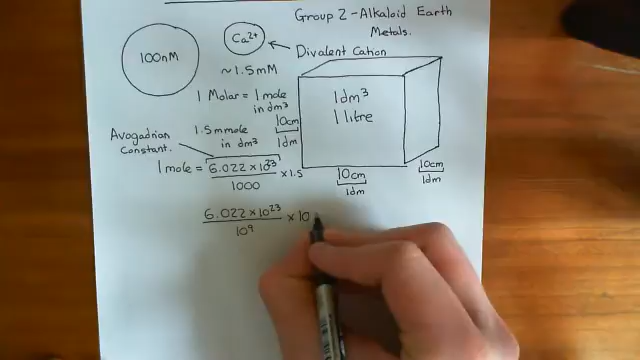 Group 2 - Alkaloid Earth
Metals.
Ca²⁺
Divalent Cation
100nM
~1.5mM
1 Molar = 1 mole
in dm³
1dm³
1 litre
1.5mmole
in dm³
10cm
1dm
Avogadrian
Constant.
1 mole = 6.022 × 10²³
1000
× 1.5
10cm
1dm
10cm
1dm
6.022 × 10²³
10⁹
× 10